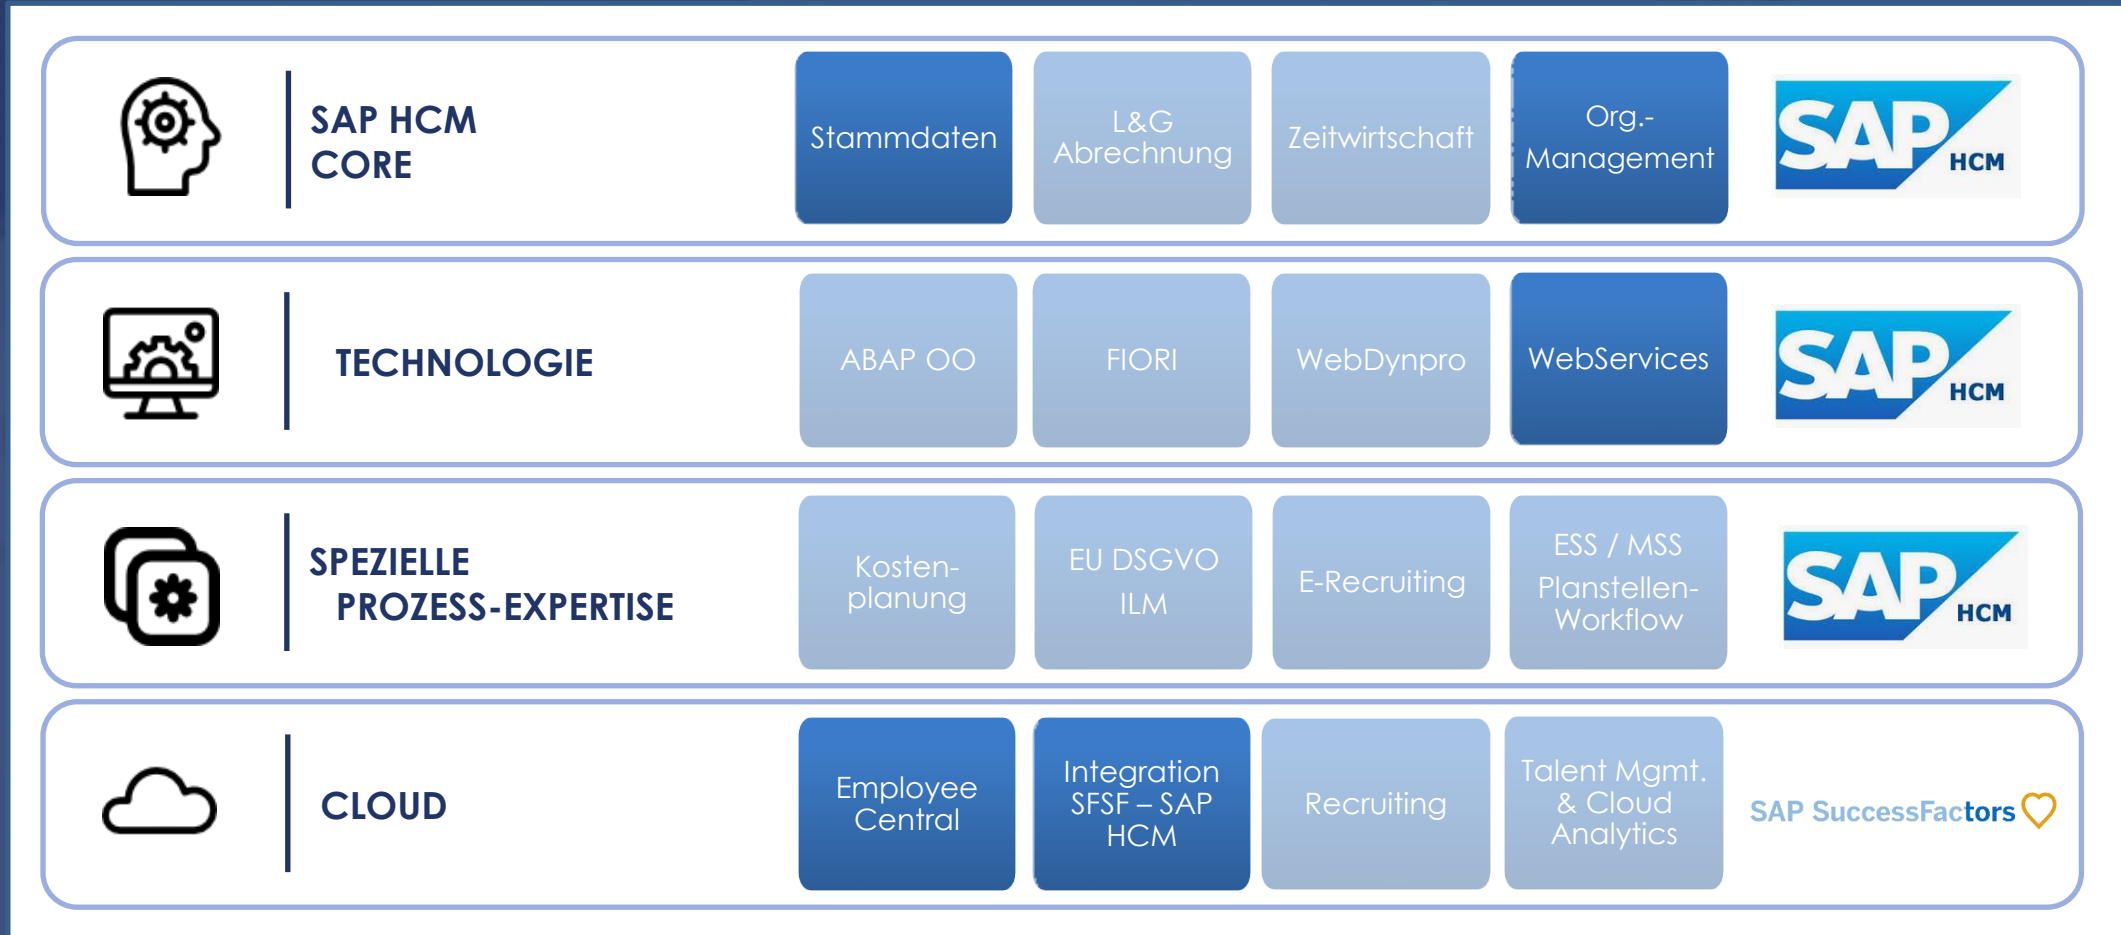 SAP HCM
CORE
Stammdaten
L&G
Abrechnung
Zeitwirtschaft
Org.-
Management
SAP
HCM
TECHNOLOGIE
ABAP OO
FIORI
WebDynpro
WebServices
SAP
HCM
SPEZIELLE
PROZESS-EXPERTISE
Kosten-
planung
EU DSGVO
ILM
E-Recruiting
ESS / MSS
Planstellen-
Workflow
SAP
HCM
CLOUD
Employee
Central
Integration
SFSF – SAP
HCM
Recruiting
Talent Mgmt.
& Cloud
Analytics
SAP SuccessFactors